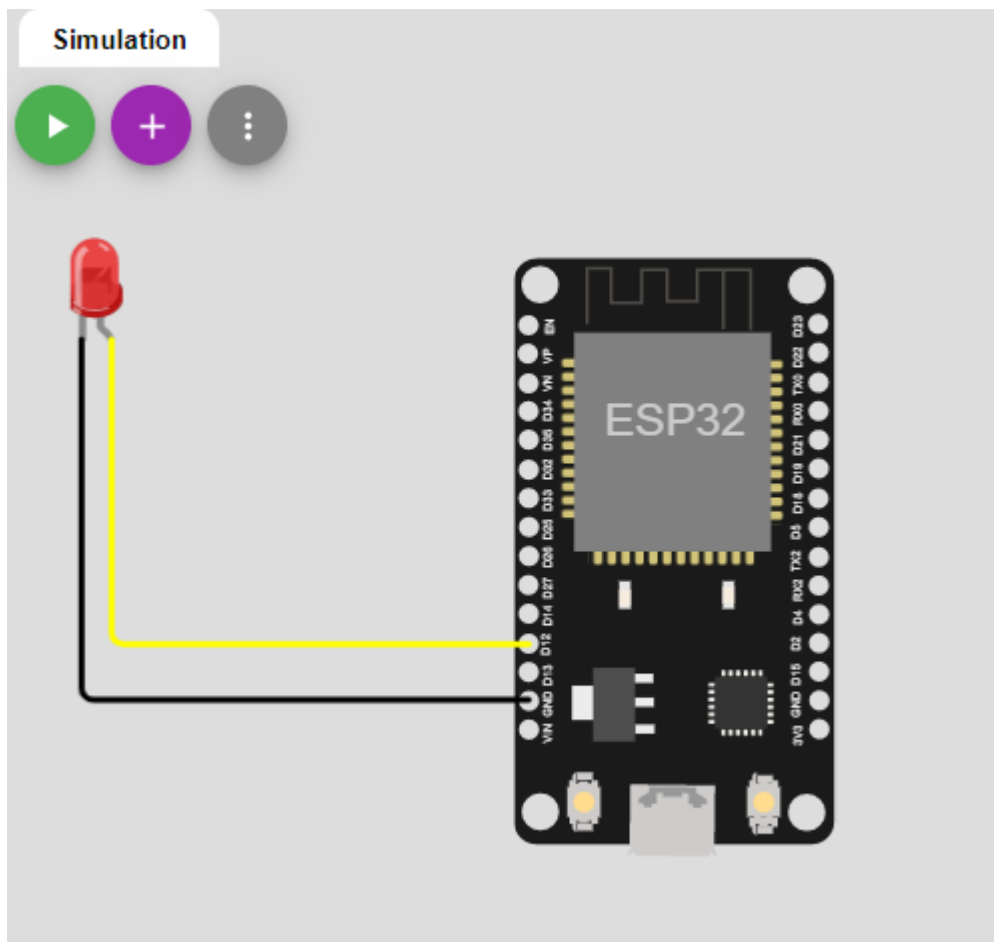 Simulation
ESP32
EN
VP
VN
D34
D35
D32
D33
D25
D26
D27
D14
D12
D13
GND
VIN
D23
D22
TX0
RX0
D21
D19
D18
D5
TX2
RX2
D4
D2
D15
GND
3V3